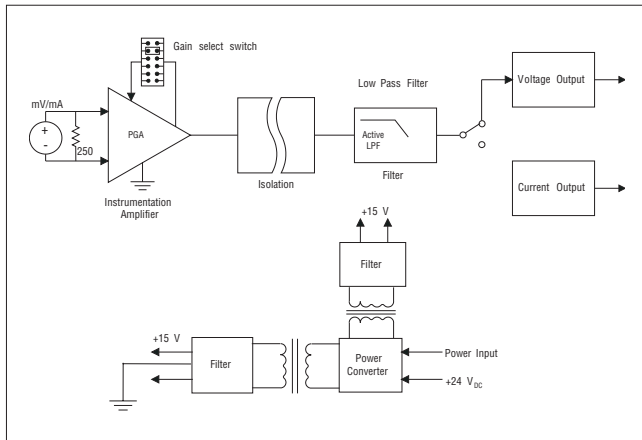 Gain select switch
mV/mA
+
-
250
PGA
Instrumentation
Amplifier
Isolation
Low Pass Filter
Active
LPF
Filter
Voltage Output
Current Output
+15 V
Filter
+15 V
Filter
Power
Converter
Power Input
+24 VDC